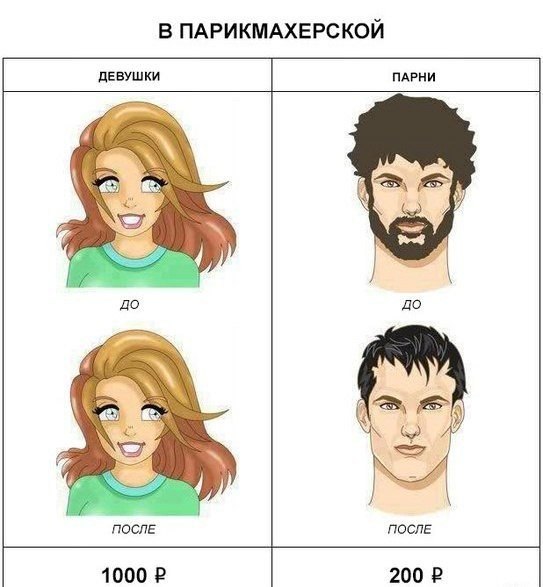 В ПАРИКМАХЕРСКОЙ
ДЕВУШКИ ПАРНИ
ДО ДО
ПОСЛЕ ПОСЛЕ
1000 ₽ 200 ₽